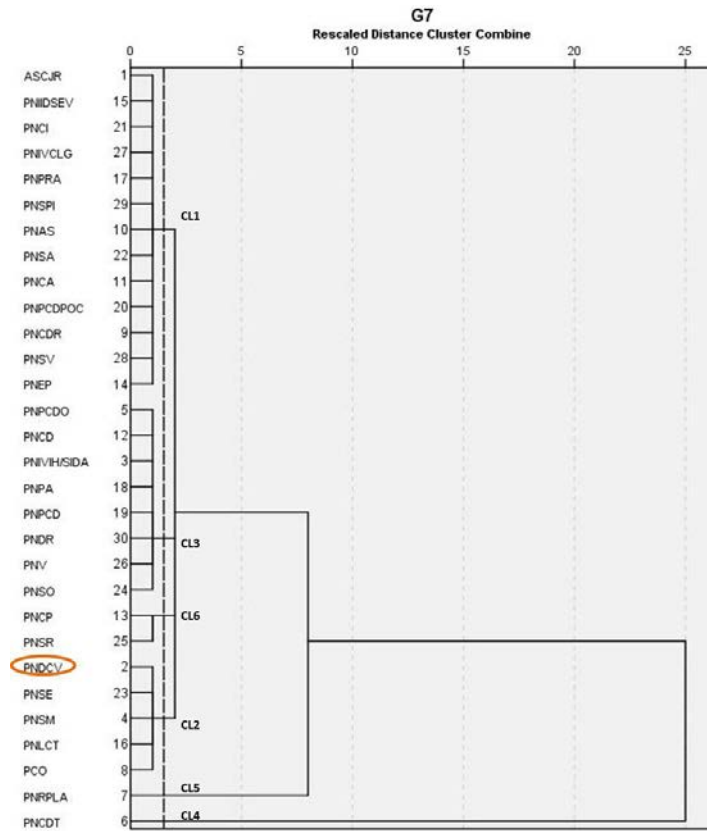 G7
Rescaled Distance Cluster Combine
0 5 10 15 20 25
ASCJR 1
PNIIDSEV 15
PNCI 21
PNIVCLG 27
PNPRA 17
PNSPI 29
CL1
PNAS 10
PNSA 22
PNCA 11
PNPCDPOC 20
PNCDR 9
PNSV 28
PNEP 14
PNPCDO 5
PNCD 12
PNIVIH/SIDA 3
PNPA 18
PNPCD 19
PNDR 30
CL3
PNV 26
PNSO 24
PNCP 13 CL6
PNSR 25
PNDCV 2
PNSE 23
PNSM 4
CL2
PNLCT 16
PCO 8
PNRPLA 7 CL5
PNCDT 6 CL4